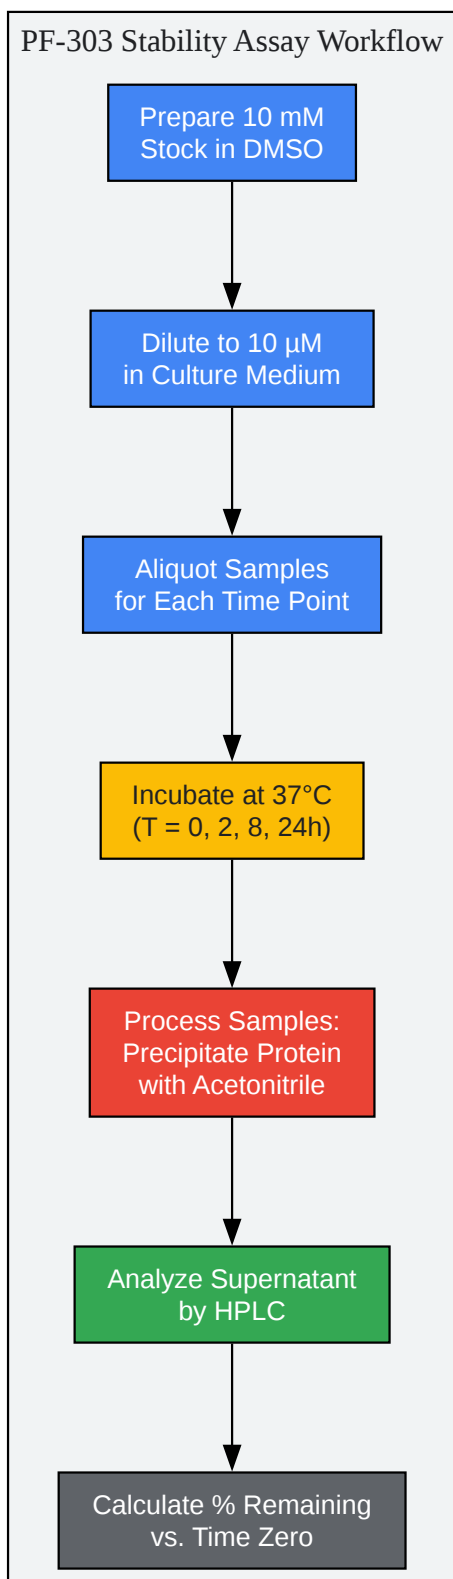 PF-303 Stability Assay Workflow
Prepare 10 mM
Stock in DMSO
Dilute to 10 µM
in Culture Medium
Aliquot Samples
for Each Time Point
Incubate at 37°C
(T = 0, 2, 8, 24h)
Process Samples:
Precipitate Protein
with Acetonitrile
Analyze Supernatant
by HPLC
Calculate % Remaining
vs. Time Zero